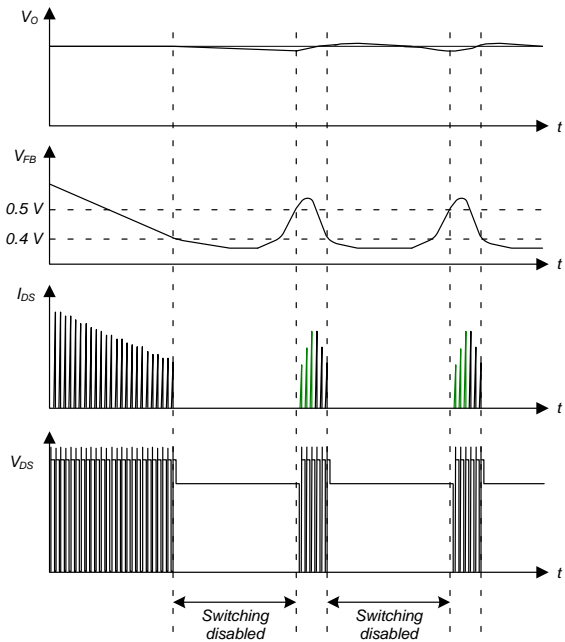 VO
t
VFB
0.5 V
0.4 V
t
IDS
t
VDS
t
Switching
disabled
Switching
disabled